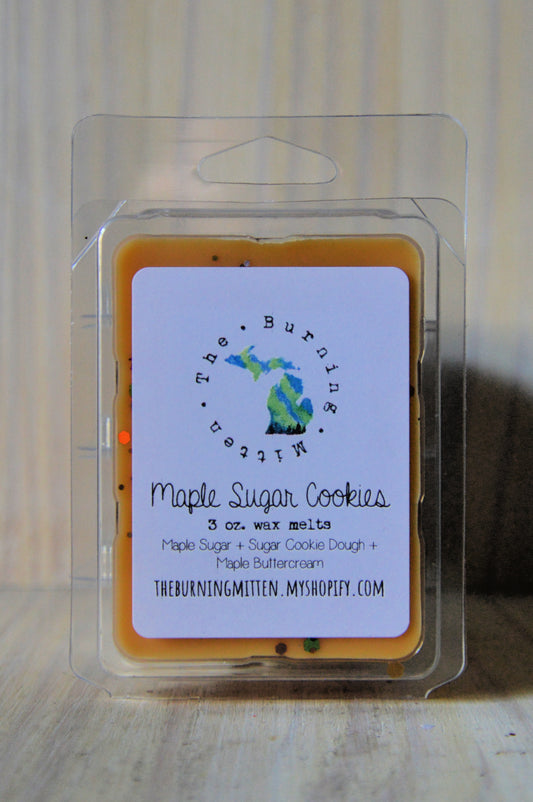 The • Burning • Mitten •
Maple Sugar Cookies
3 oz. wax melts
Maple Sugar + Sugar Cookie Dough +
Maple Buttercream
THEBURNINGMITTEN.MYSHOPIFY.COM